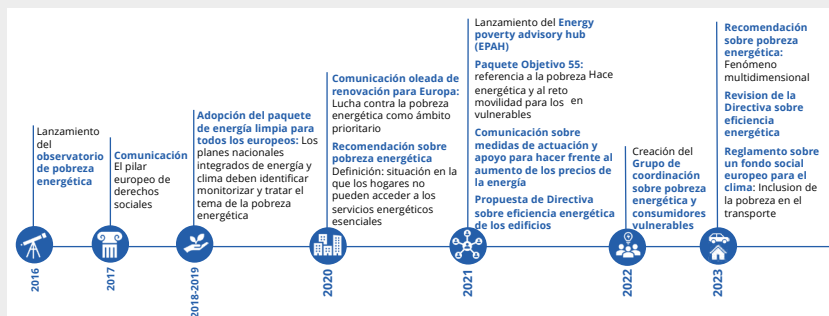 Lanzamiento
del
observatorio
de pobreza
energética
2016
Comunicación
El pilar
europeo de
derechos
sociales
2017
Adopción del paquete
de energía limpia para
todos los europeos: Los
planes nacionales
integrados de energía y
clima deben identificar
monitorizar y tratar el
tema de la pobreza
energética
2018-2019
Comunicación oleada de
renovación para Europa:
Lucha contra la pobreza
energética como ámbito
prioritario
Recomendación sobre
pobreza energética
Definición: situación en la
que los hogares no
pueden acceder a los
servicios energéticos
esenciales
2020
Lanzamiento del Energy
poverty advisory hub
(EPAH)
Paquete Objetivo 55:
referencia a la pobreza Hace
energética y al reto
movilidad para los en
vulnerables
Comunicación sobre
medidas de actuación y
apoyo para hacer frente al
aumento de los precios de
la energía
Propuesta de Directiva
sobre eficiencia energética
de los edificios
2021
Creación del
Grupo de
coordinación
sobre pobreza
energética y
consumidores
vulnerables
2022
Recomendación
sobre pobreza
energética:
Fenómeno
multidimensional
Revision de la
Directiva sobre
eficiencia
energética
Reglamento sobre
un fondo social
europeo para el
clima: Inclusion de
la pobreza en el
transporte
2023